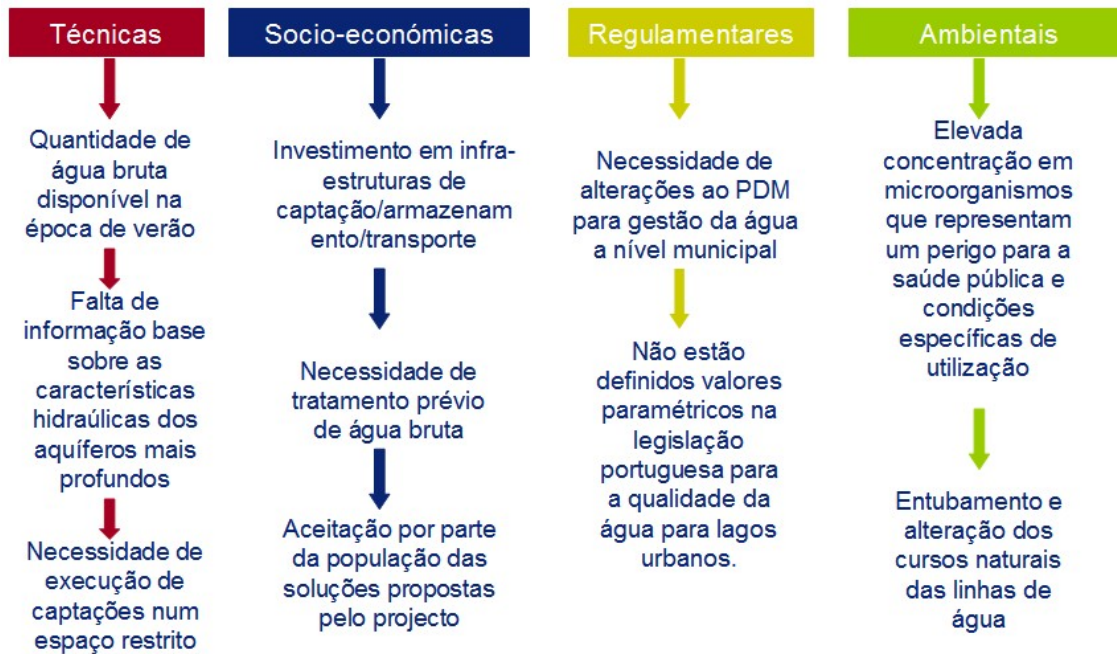 Técnicas
Quantidade de
água bruta
disponível na
época de verão
Falta de
informação base
sobre as
características
hidraúlicas dos
aquíferos mais
profundos
Necessidade de
execução de
captações num
espaço restrito
Socio-económicas
Investimento em infra-
estruturas de
captação/armazenam
ento/transporte
Necessidade de
tratamento prévio
de água bruta
Aceitação por parte
da população das
soluções propostas
pelo projecto
Regulamentares
Necessidade de
alterações ao PDM
para gestão da água
a nível municipal
Não estão
definidos valores
paramétricos na
legislação
portuguesa para
a qualidade da
água para lagos
urbanos.
Ambientais
Elevada
concentração em
microorganismos
que representam
um perigo para a
saúde pública e
condições
específicas de
utilização
Entubamento e
alteração dos
cursos naturais
das linhas de
água